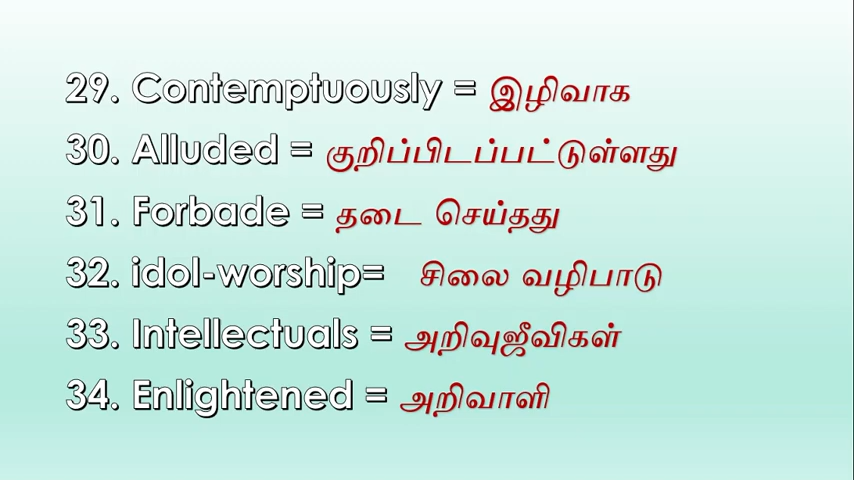 29. Contemptuously = இழிவாக
30. Alluded = குறிப்பிடப்பட்டுள்ளது
31. Forbade = தடை செய்தது
32. idol-worship= சிலை வழிபாடு
33. Intellectuals = அறிவுஜீவிகள்
34. Enlightened = அறிவாளி